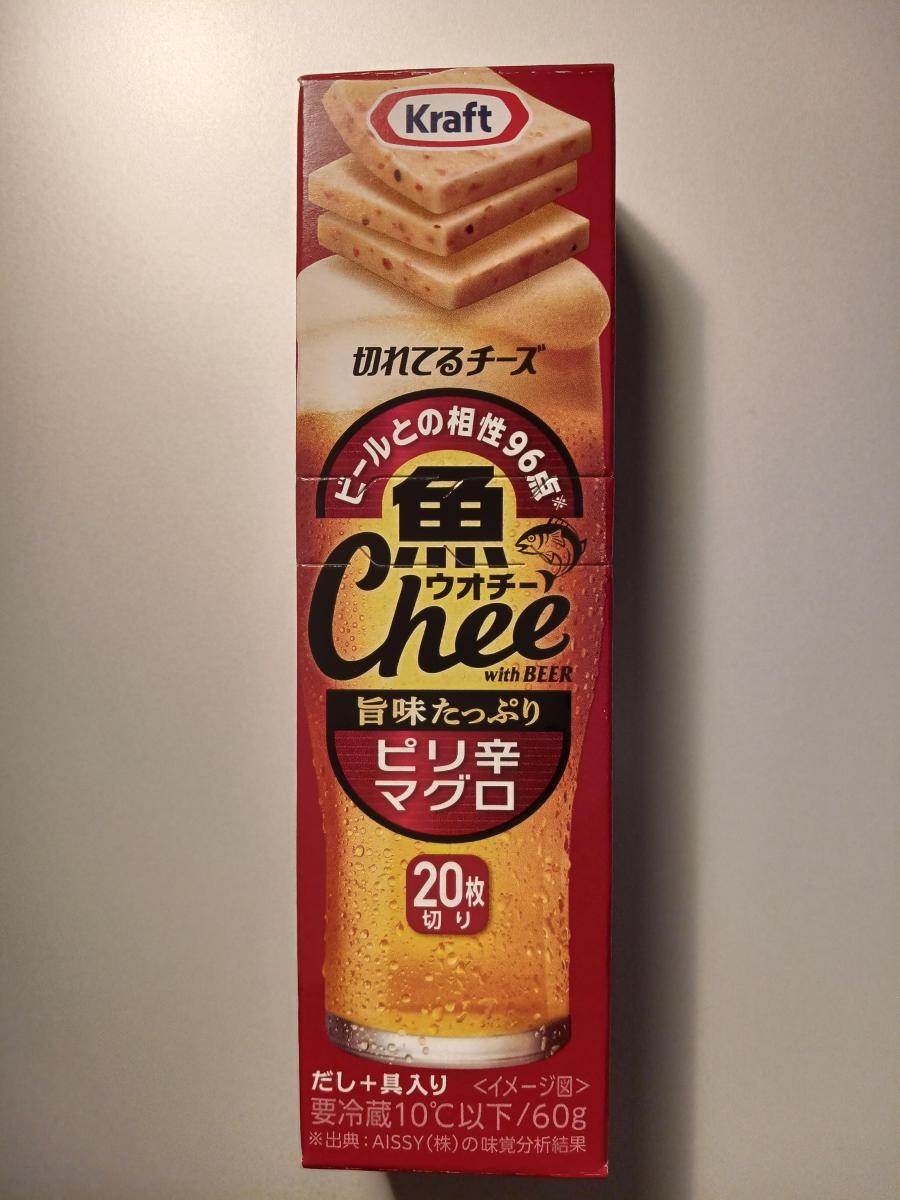 Kraft
切れてるチーズ
ビールとの相性96点※
魚
ウオチー
Chee
with BEER
旨味たっぷり
ピリ辛
マグロ
20枚
切り
だし+具入り <イメージ図>
要冷蔵10℃以下/60g
※出典:AISSY(株)の味覚分析結果